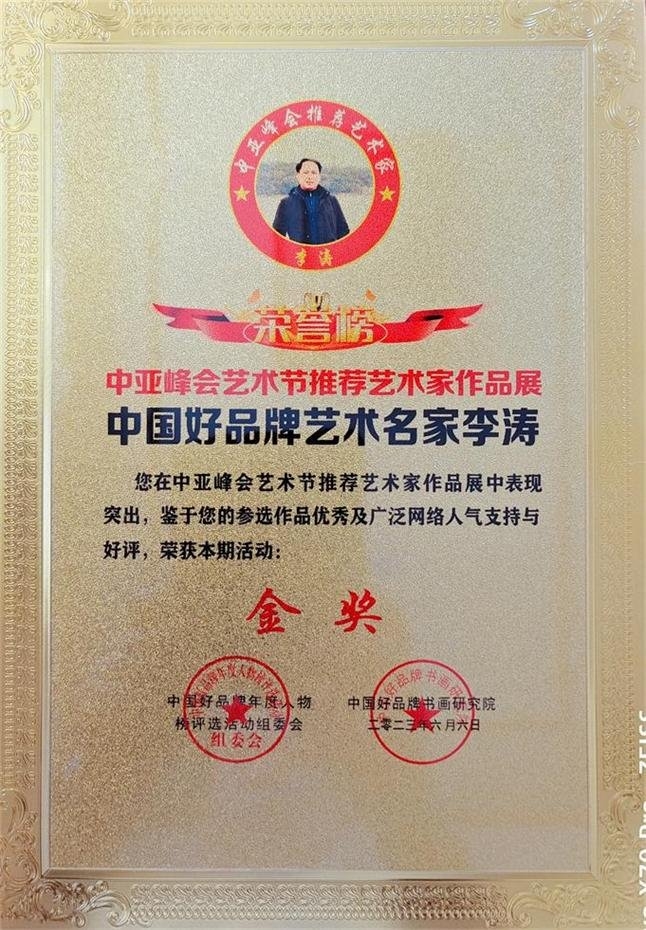 中亚峰会推荐艺术家
李涛
荣誉榜
中亚峰会艺术节推荐艺术家作品展
中国好品牌艺术名家李涛
您在中亚峰会艺术节推荐艺术家作品展中表现
突出，鉴于您的参选作品优秀及广泛网络人气支持与
好评，荣获本期活动：
金奖
中国好品牌年度人物
榜评选活动组委会
组委会
中国好品牌书画研究院
二零二三年六月六日
ZEISS